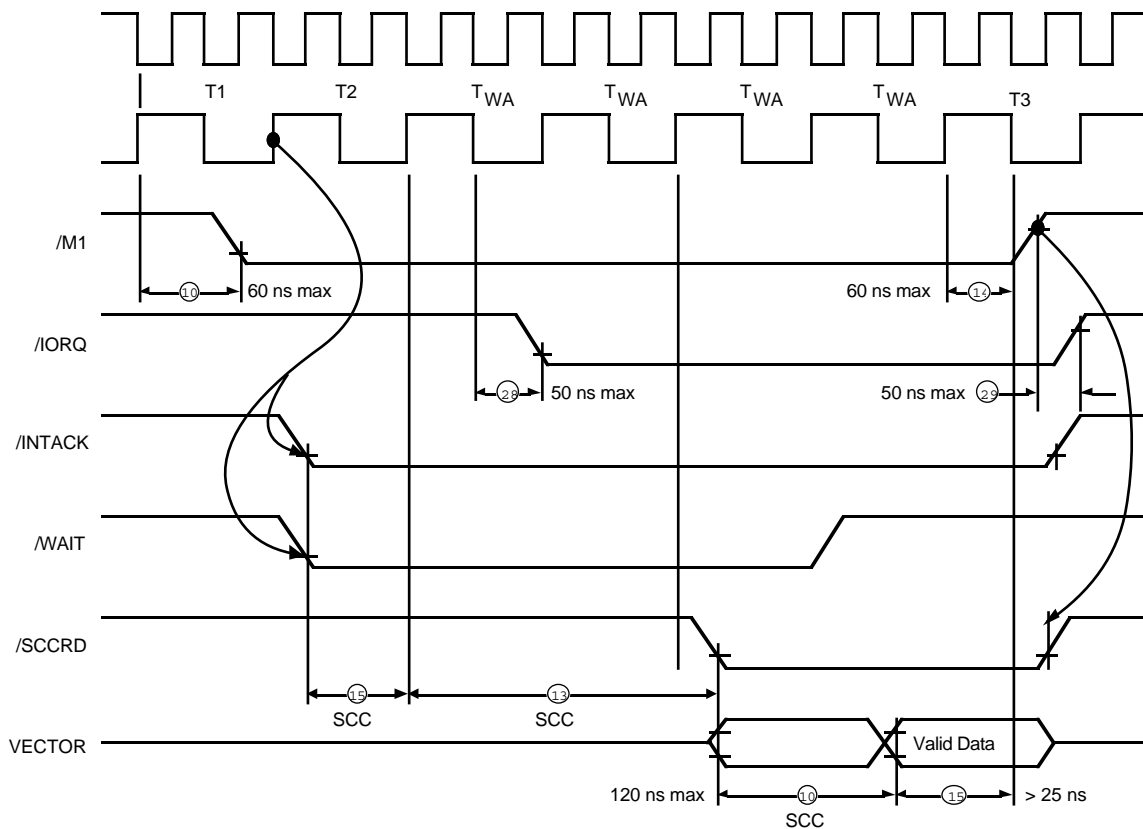 T1 T2 TWA TWA TWA TWA T3
/M1
10 60 ns max 60 ns max 14
/IORQ
28 50 ns max 50 ns max 29
/INTACK
/WAIT
/SCCRD
15 13
SCC SCC
VECTOR Valid Data
120 ns max 10 15 > 25 ns
SCC